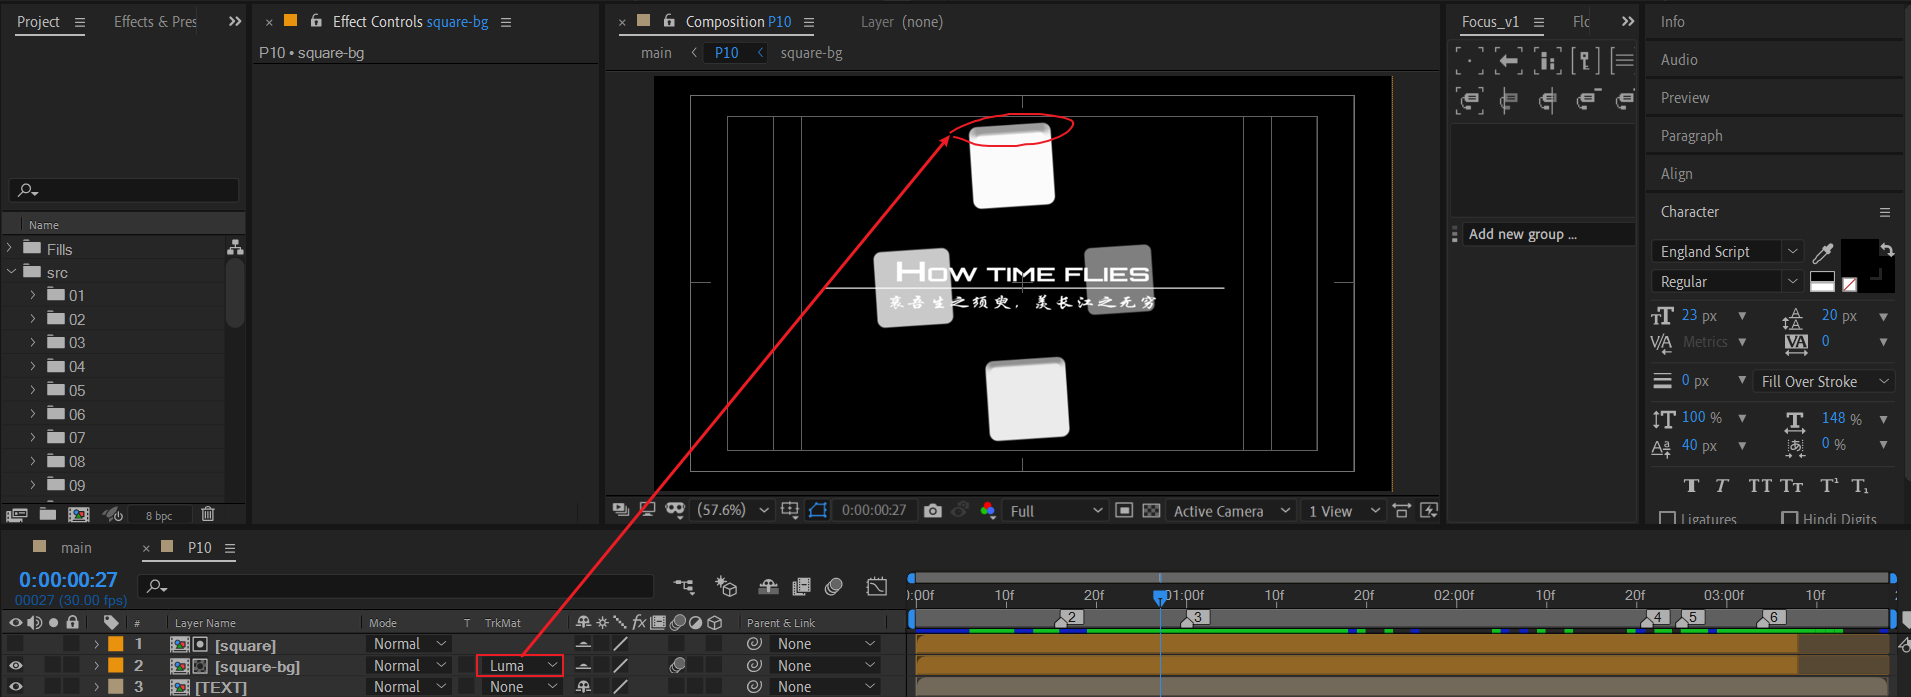 Project
Effects & Pres
Effect Controls square-bg
Composition P10
Layer (none)
Focus_v1
Info
P10 • square-bg
main
P10
square-bg
Audio
Preview
Paragraph
Align
Character
Name
Fills
src
01
02
03
04
05
06
07
08
09
How time flies
哀吾生之须臾，羡长江之无穷
Add new group ...
England Script
Regular
23 px
20 px
Metrics
0
0 px
Fill Over Stroke
100 %
148 %
40 px
0 %
Ligatures
Hindi Digits
8 bpc
(57.6%)
0:00:00:27
Full
Active Camera
1 View
main
P10
0:00:00:27
00027 (30.00 fps)
):00f
10f
20f
01:00f
10f
20f
02:00f
10f
20f
03:00f
10f
2
3
4
5
6
#
Layer Name
Mode
T
TrkMat
fx
Parent & Link
1
[square]
Normal
None
2
[square-bg]
Normal
Luma
None
3
[TEXT]
Normal
None
None